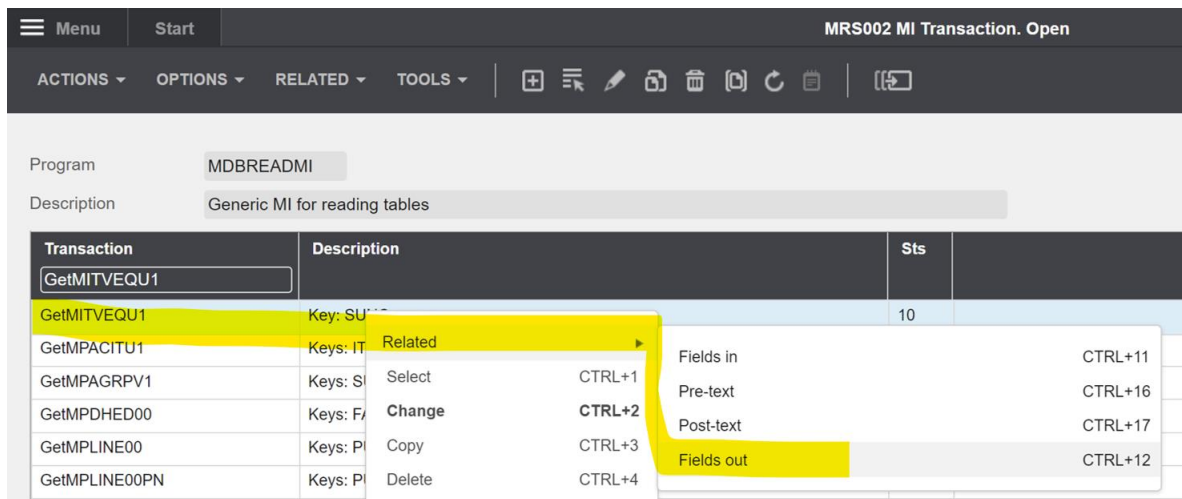 Menu Start MRS002 MI Transaction. Open
ACTIONS OPTIONS RELATED TOOLS
Program MDBREADMI
Description Generic MI for reading tables
Transaction Description Sts
GetMITVEQU1
GetMITVEQU1 Key: 10
GetMPACITU1 Keys: IT
GetMPAGRPV1 Keys:
GetMPDHED00 Keys:
GetMPLINE00 Keys:
GetMPLINE00PN Keys:
Related
Select CTRL+1
Change CTRL+2
Copy CTRL+3
Delete CTRL+4
Fields in CTRL+11
Pre-text CTRL+16
Post-text CTRL+17
Fields out CTRL+12